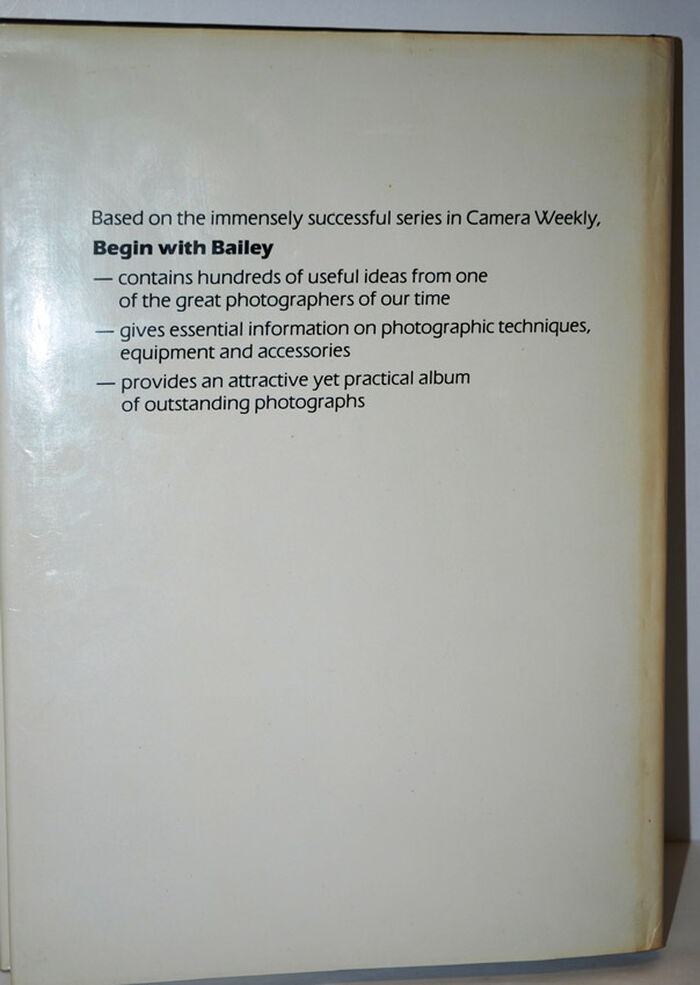 Based on the immensely successful series in Camera Weekly,
Begin with Bailey
— contains hundreds of useful ideas from one
of the great photographers of our time
— gives essential information on photographic techniques,
equipment and accessories
— provides an attractive yet practical album
of outstanding photographs